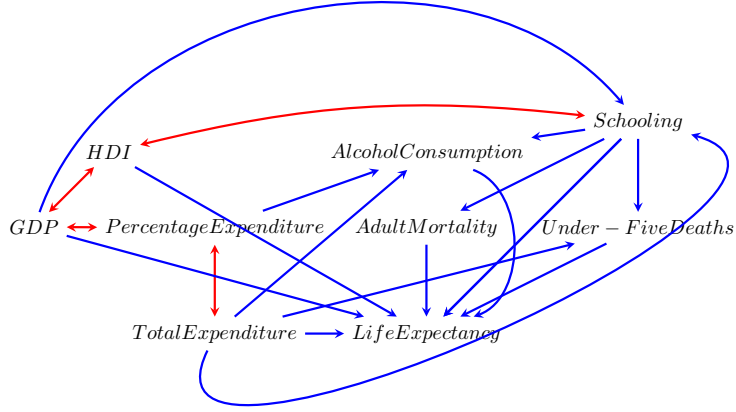 Schooling
HDI
AlcoholConsumption
GDP
PercentageExpenditure
AdultMortality
Under - FiveDeaths
TotalExpenditure
LifeExpectancy